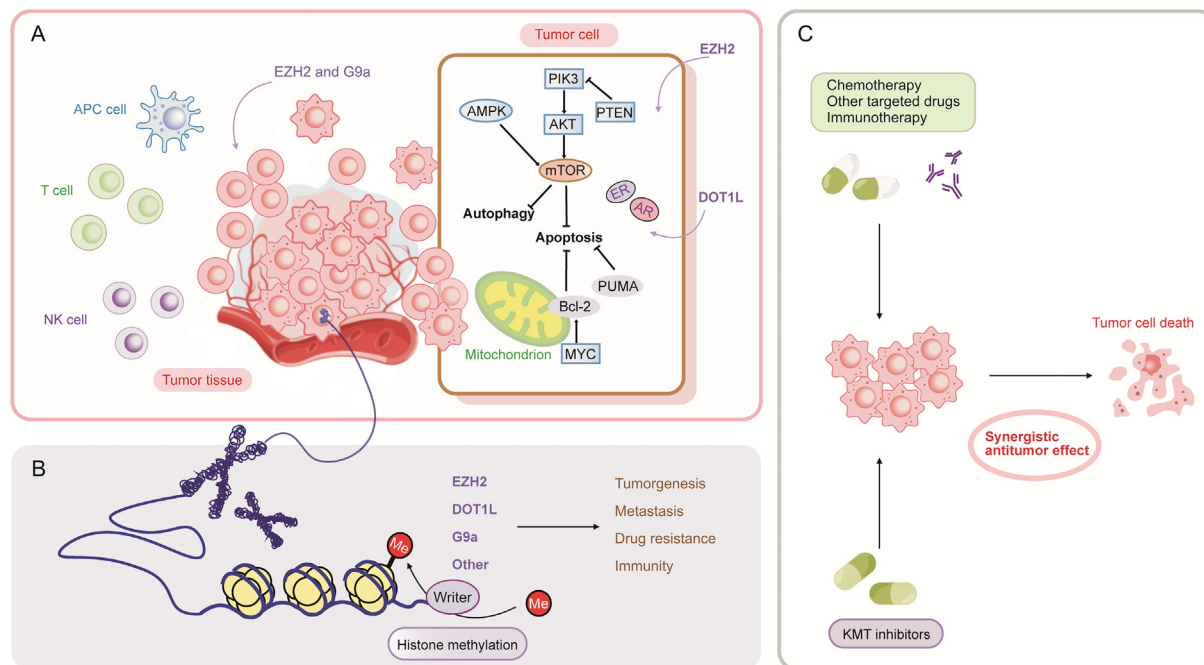 A
EZH2 and G9a
APC cell
T cell
NK cell
Tumor tissue
Tumor cell
EZH2
PIK3
PTEN
AMPK
AKT
mTOR
ER
AR
DOT1L
Autophagy
Apoptosis
PUMA
Bcl-2
Mitochondrion
MYC
B
EZH2
DOT1L
G9a
Other
Tumorgenesis
Metastasis
Drug resistance
Immunity
Me
Writer
Me
Histone methylation
C
Chemotherapy
Other targeted drugs
Immunotherapy
Tumor cell death
Synergistic
antitumor effect
KMT inhibitors